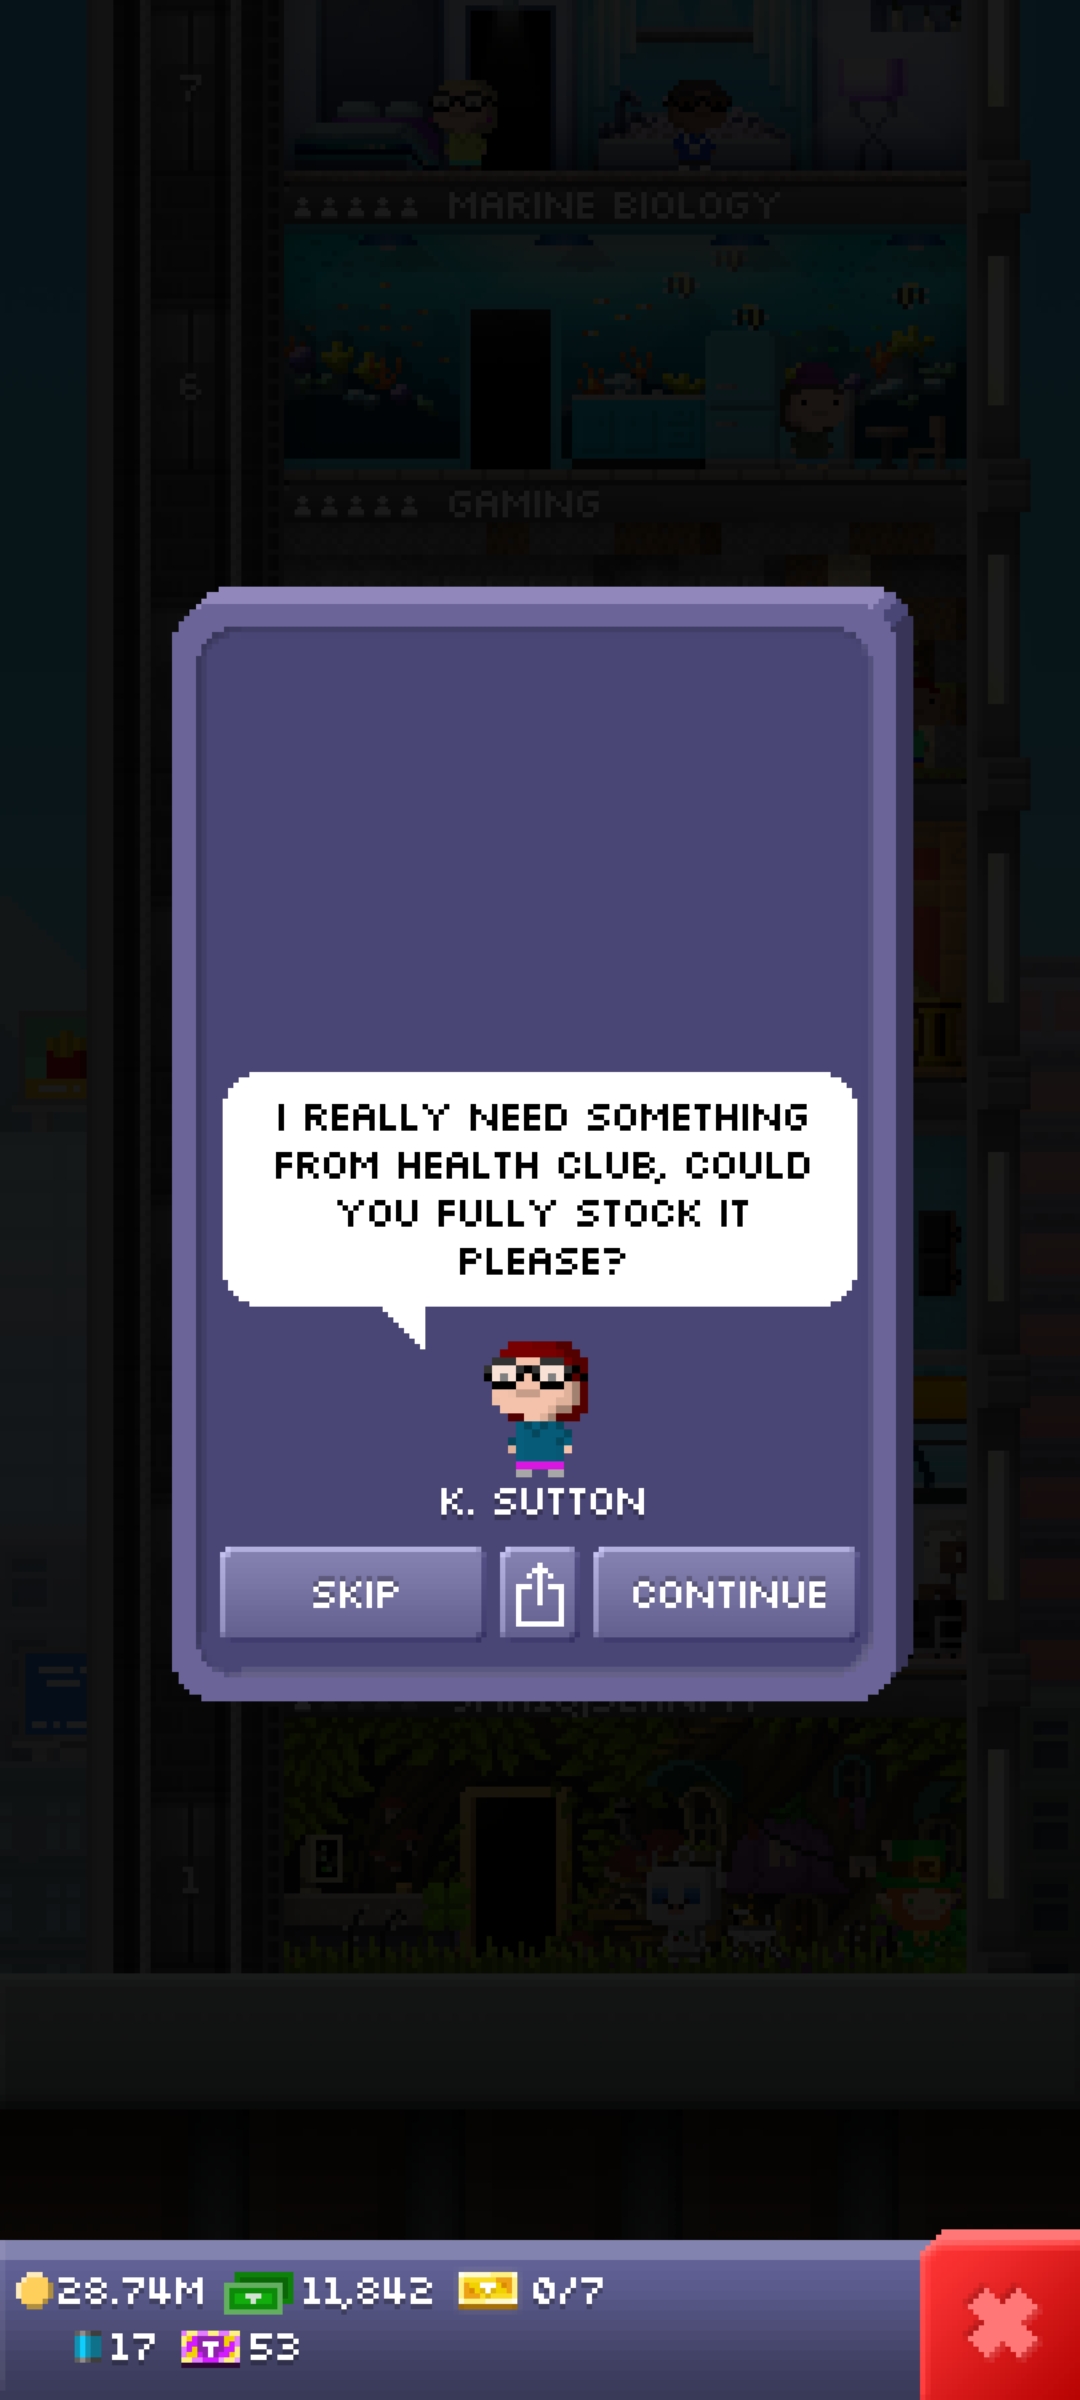 7
MARINE BIOLOGY
6
GAMING
I REALLY NEED SOMETHING
FROM HEALTH CLUB, COULD
YOU FULLY STOCK IT
PLEASE?
K. SUTTON
SKIP
CONTINUE
1
28.74M
11,842
0/7
17
53